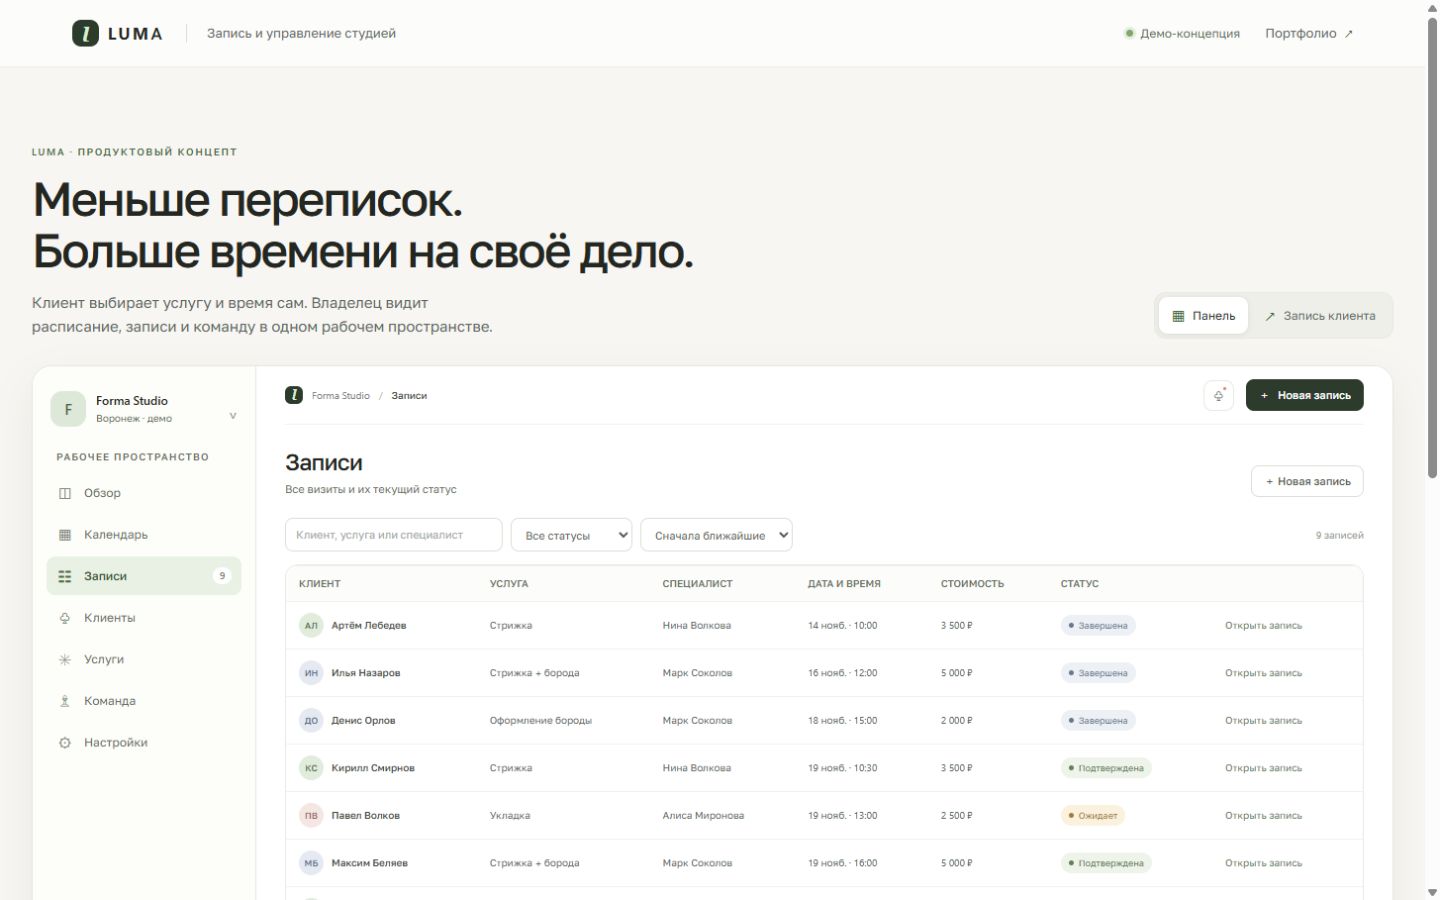 l LUMA Запись и управление студией Демо-концепция Портфолио ↗
LUMA · ПРОДУКТОВЫЙ КОНЦЕПТ
Меньше переписок.
Больше времени на своё дело.
Клиент выбирает услугу и время сам. Владелец видит
расписание, записи и команду в одном рабочем пространстве.
Панель ↗ Запись клиента
F Forma Studio
Воронеж · демо
РАБОЧЕЕ ПРОСТРАНСТВО
Обзор
Календарь
Записи 9
Клиенты
Услуги
Команда
Настройки
l Forma Studio / Записи + Новая запись
Записи
Все визиты и их текущий статус
+ Новая запись
Клиент, услуга или специалист Все статусы Сначала ближайшие 9 записей
КЛИЕНТ УСЛУГА СПЕЦИАЛИСТ ДАТА И ВРЕМЯ СТОИМОСТЬ СТАТУС
АЛ Артём Лебедев Стрижка Нина Волкова 14 нояб. · 10:00 3 500 ₽ Завершена Открыть запись
ИН Илья Назаров Стрижка + борода Марк Соколов 16 нояб. · 12:00 5 000 ₽ Завершена Открыть запись
ДО Денис Орлов Оформление бороды Марк Соколов 18 нояб. · 15:00 2 000 ₽ Завершена Открыть запись
КС Кирилл Смирнов Стрижка Нина Волкова 19 нояб. · 10:30 3 500 ₽ Подтверждена Открыть запись
ПВ Павел Волков Укладка Алиса Миронова 19 нояб. · 13:00 2 500 ₽ Ожидает Открыть запись
МБ Максим Беляев Стрижка + борода Марк Соколов 19 нояб. · 16:00 5 000 ₽ Подтверждена Открыть запись